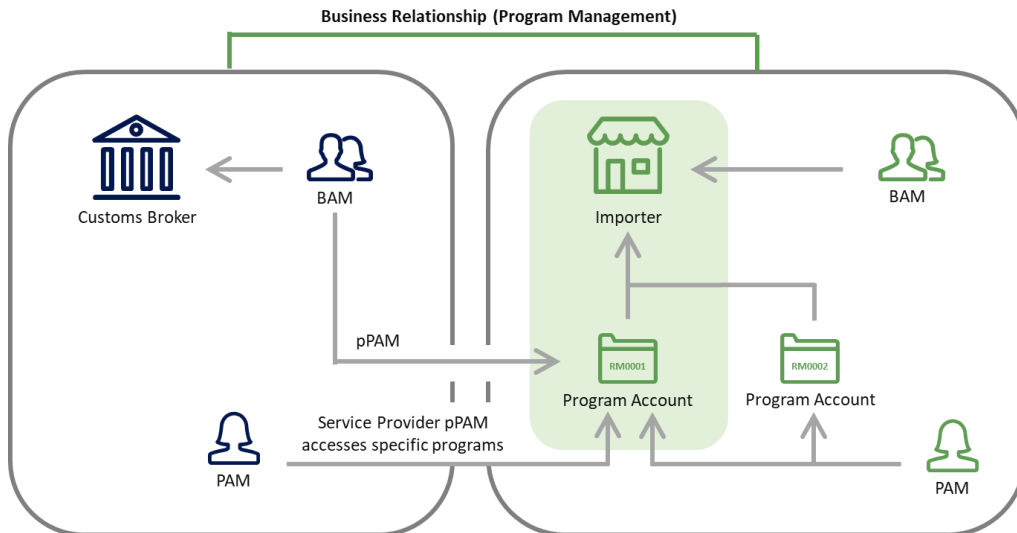 Business Relationship (Program Management)
Customs Broker
BAM
Importer
BAM
pPAM
RM0001
Program Account
RM0002
Program Account
Service Provider pPAM
accesses specific programs
PAM
PAM